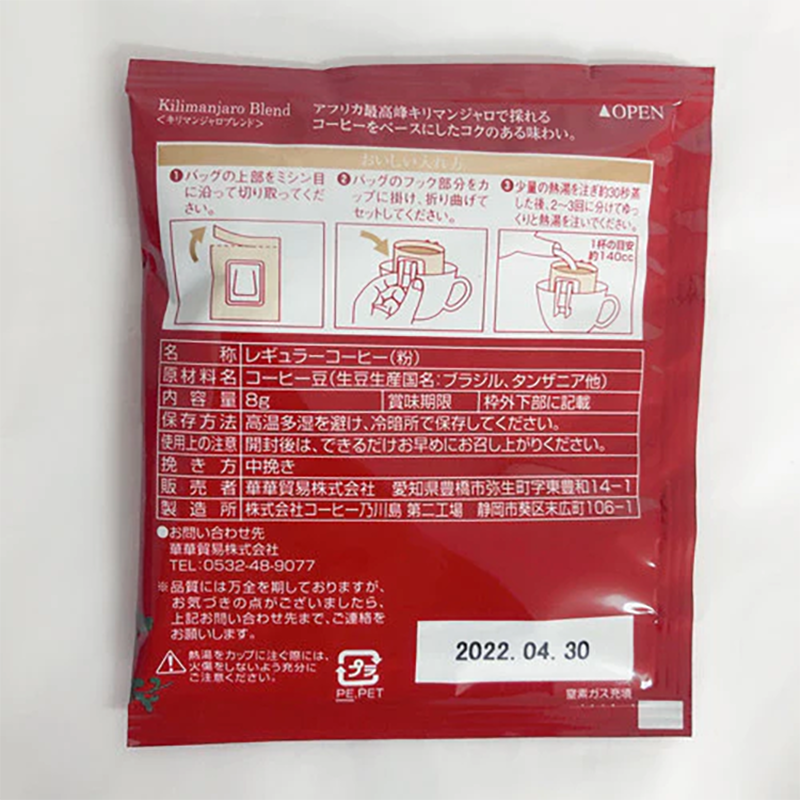 Kilimanjaro Blend
<キリマンジャロブレンド>
アフリカ最高峰キリマンジャロで採れる
コーヒーをベースにしたコクのある味わい。
▲OPEN
おいしい入れ方
❶バッグの上部をミシン目
に沿って切り取ってくだ
さい。
❷バッグのフック部分をカ
ップに掛け、折り曲げて
セットしてください。
❸少量の熱湯を注ぎ約30秒蒸
した後、2〜3回に分けてゆっ
くりと熱湯を注いでください。
1杯の目安
約140cc
名称 レギュラーコーヒー(粉)
原材料名 コーヒー豆(生豆生産国名:ブラジル、タンザニア他)
内容量 8g 賞味期限 枠外下部に記載
保存方法 高温多湿を避け、冷暗所で保存してください。
使用上の注意 開封後は、できるだけお早めにお召し上がりください。
挽き方 中挽き
販売者 華華貿易株式会社 愛知県豊橋市弥生町字東豊和14-1
製造所 株式会社コーヒー乃川島 第二工場 静岡市葵区末広町106-1
●お問い合わせ先
華華貿易株式会社
TEL:0532-48-9077
※品質には万全を期しておりますが、
お気づきの点がございましたら、
上記お問い合わせ先まで、ご連絡を
お願いします。
熱湯をカップに注ぐ際には、
火傷をしないよう充分に
ご注意ください。
プラ
PE.PET
2022.04.30
窒素ガス充填